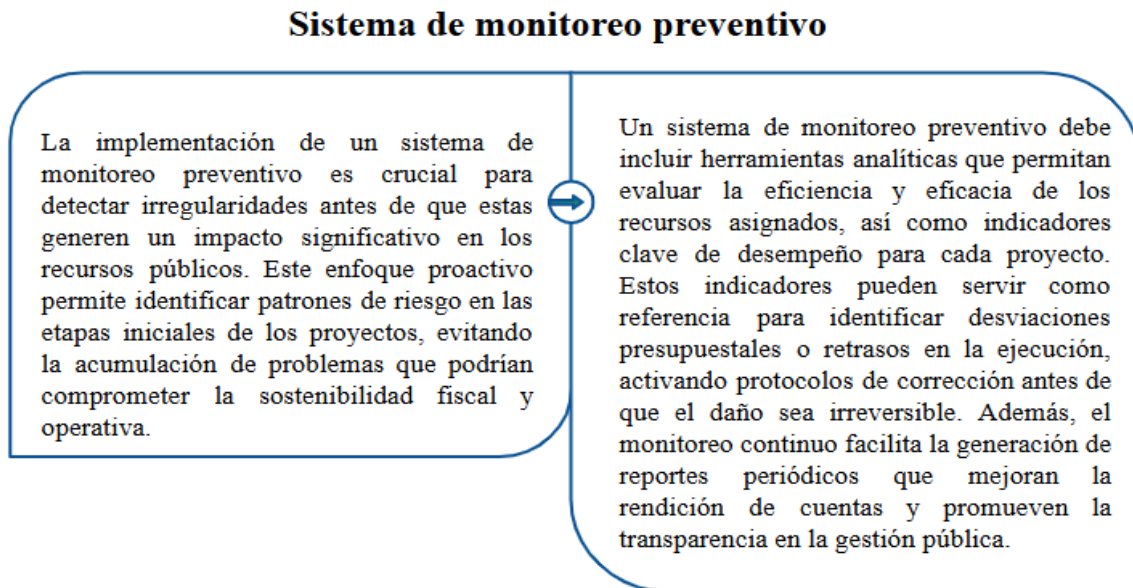 Sistema de monitoreo preventivo
La implementación de un sistema de
monitoreo preventivo es crucial para
detectar irregularidades antes de que estas
generen un impacto significativo en los
recursos públicos. Este enfoque proactivo
permite identificar patrones de riesgo en las
etapas iniciales de los proyectos, evitando
la acumulación de problemas que podrían
comprometer la sostenibilidad fiscal y
operativa.
Un sistema de monitoreo preventivo debe
incluir herramientas analíticas que permitan
evaluar la eficiencia y eficacia de los
recursos asignados, así como indicadores
clave de desempeño para cada proyecto.
Estos indicadores pueden servir como
referencia para identificar desviaciones
presupuestales o retrasos en la ejecución,
activando protocolos de corrección antes de
que el daño sea irreversible. Además, el
monitoreo continuo facilita la generación de
reportes periódicos que mejoran la
rendición de cuentas y promueven la
transparencia en la gestión pública.